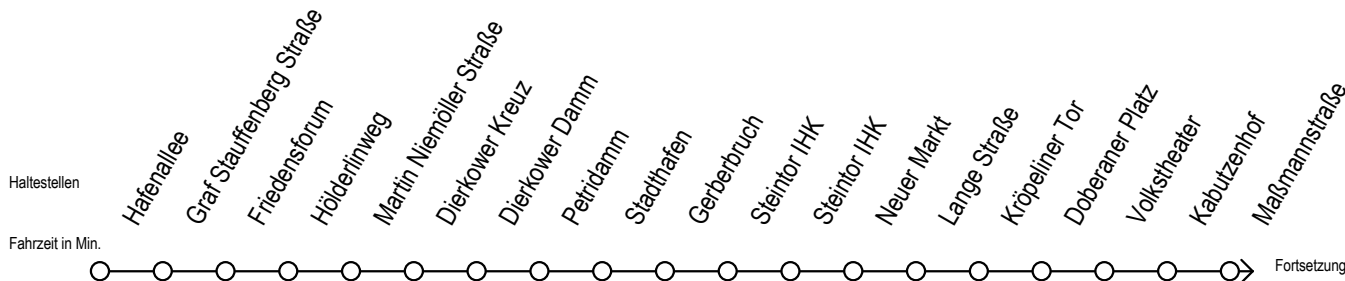 Haltestellen
Hafenallee
Graf Stauffenberg Straße
Friedensforum
Hölderlinweg
Martin Niemöller Straße
Dierkower Kreuz
Dierkower Damm
Petridamm
Stadthafen
Gerberbruch
Steintor IHK
Steintor IHK
Neuer Markt
Lange Straße
Kröpeliner Tor
Doberaner Platz
Volkstheater
Kabutzenhof
Maßmannstraße
Fahrzeit in Min.
Fortsetzung